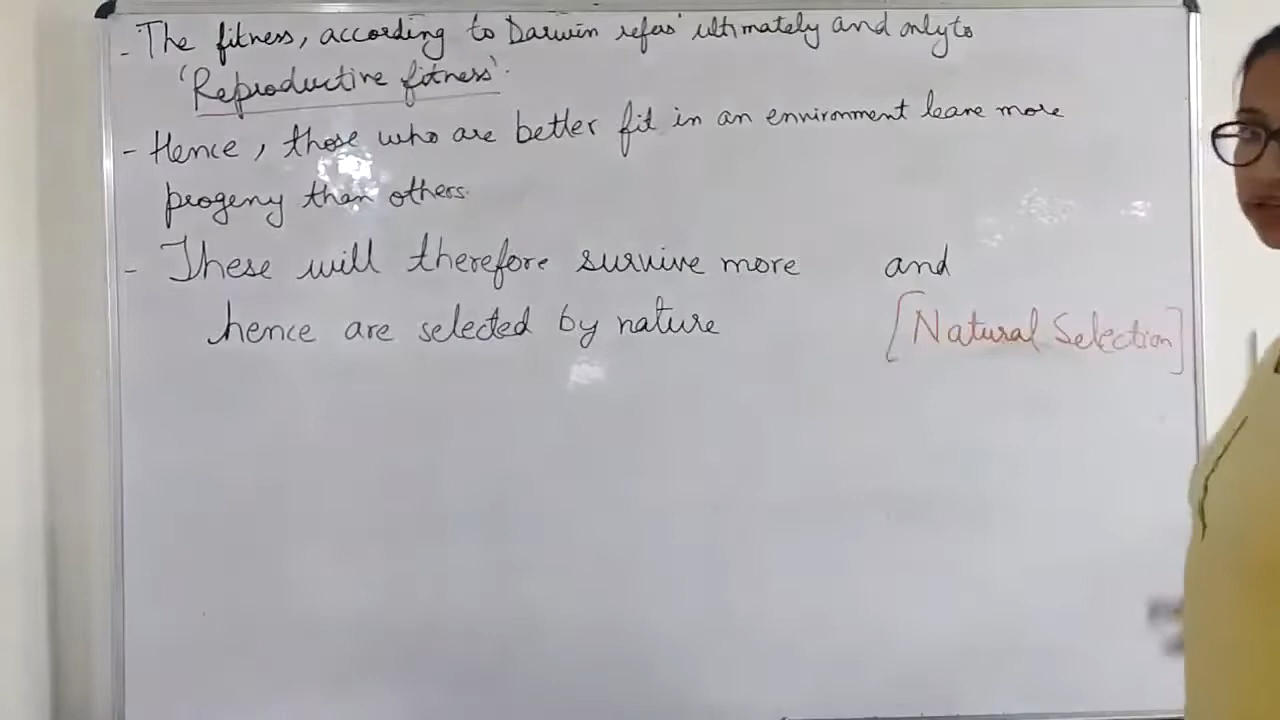 - The fitness, according to Darwin refers ultimately and only to
'Reproductive fitness'.
- Hence, those who are better fit in an environment leave more
progeny than others.
- These will therefore survive more and
hence are selected by nature [Natural Selection]